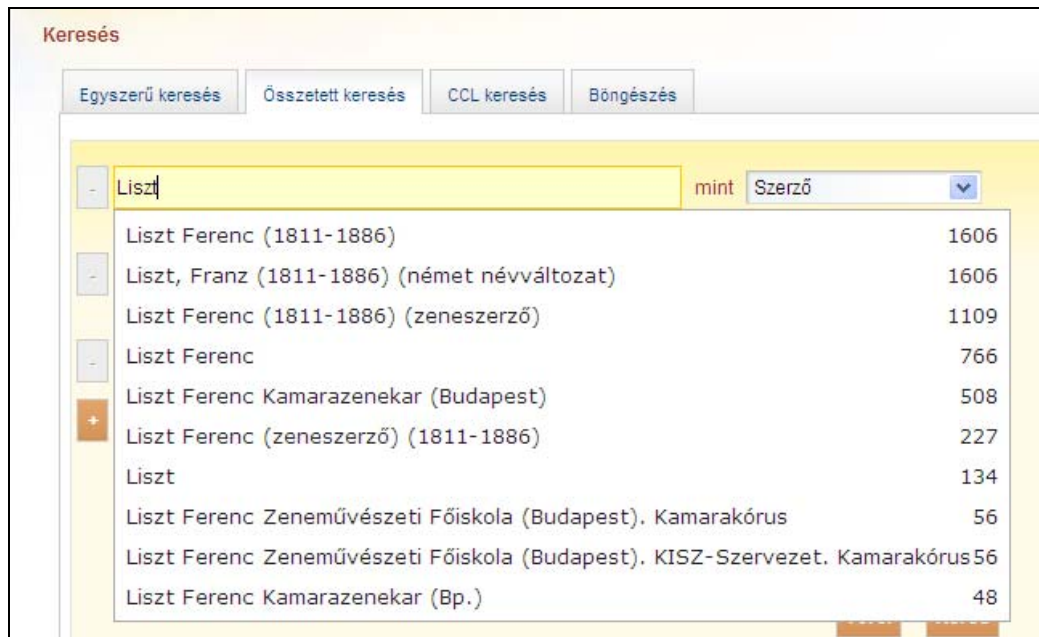 Keresés
Egyszerű keresés Összetett keresés CCL keresés Böngészés
- Liszt mint Szerző
Liszt Ferenc (1811-1886) 1606
- Liszt, Franz (1811-1886) (német névváltozat) 1606
Liszt Ferenc (1811-1886) (zeneszerző) 1109
- Liszt Ferenc 766
Liszt Ferenc Kamarazenekar (Budapest) 508
+ Liszt Ferenc (zeneszerző) (1811-1886) 227
Liszt 134
Liszt Ferenc Zeneművészeti Főiskola (Budapest). Kamarakórus 56
Liszt Ferenc Zeneművészeti Főiskola (Budapest). KISZ-Szervezet. Kamarakórus 56
Liszt Ferenc Kamarazenekar (Bp.) 48